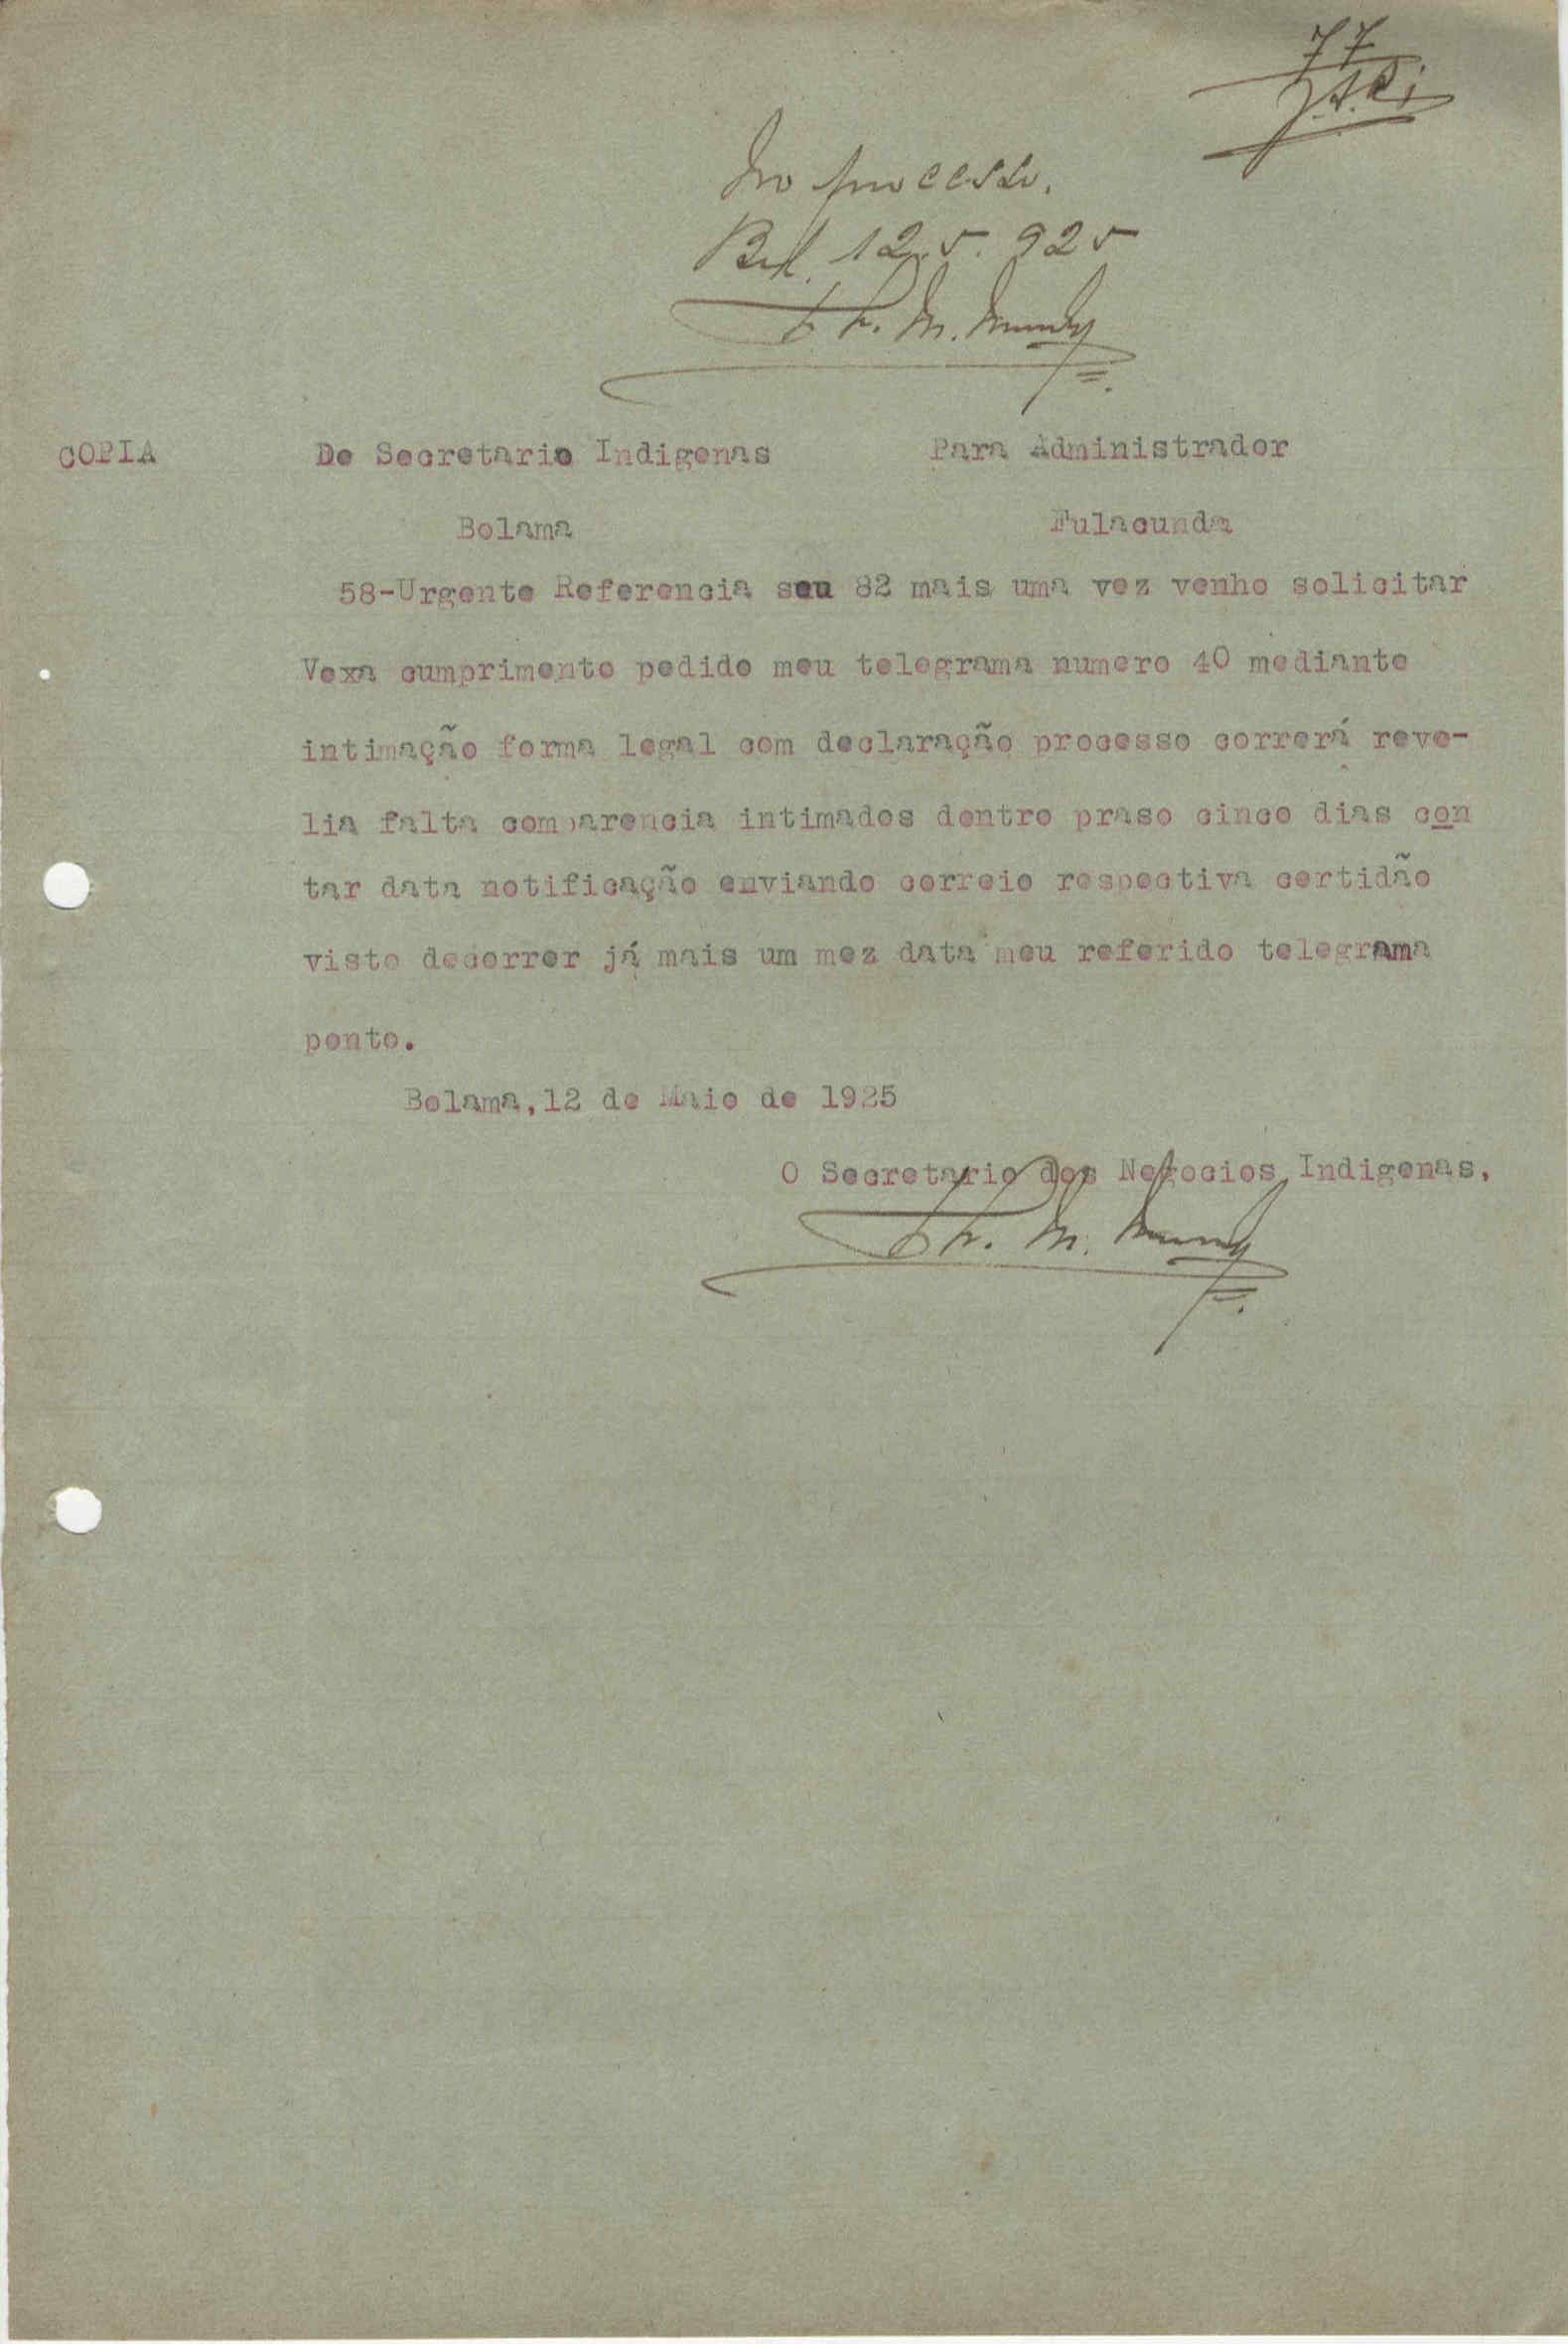 77
No processo.
Bol. 12.5.925
COPIA De Secretario Indigenas Para Administrador
Bolama Fulacunda
58-Urgente Referencia seu 82 mais uma vez venho solicitar
Vexa cumprimento pedido meu telegrama numero 40 mediante
intimação forma legal com declaração processo correrá reve-
lia falta comparencia intimados dentro praso cinco dias con
tar data notificação enviando correio respectiva certidão
visto decorrer já mais um mez data meu referido telegrama
ponto.
Bolama,12 de Maio de 1925
O Secretario dos Negocios Indigenas,